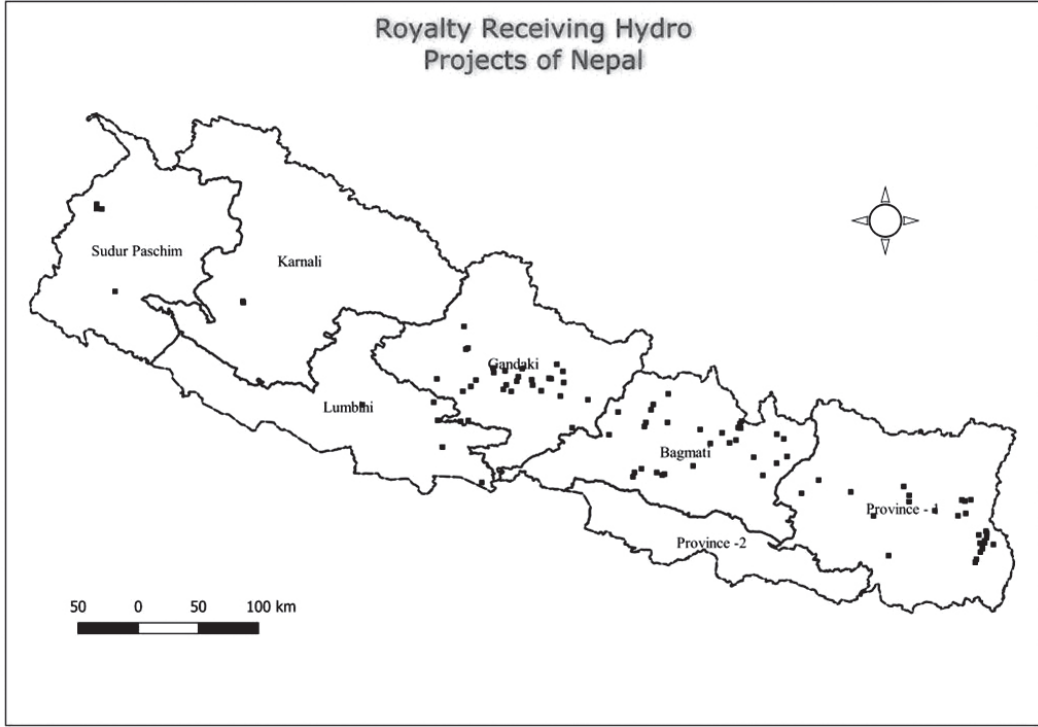 Royalty Receiving Hydro
Projects of Nepal
Sudur Paschim
Karnali
Gandaki
Lumbini
Bagmati
Province - 1
Province -2
50 0 50 100 km